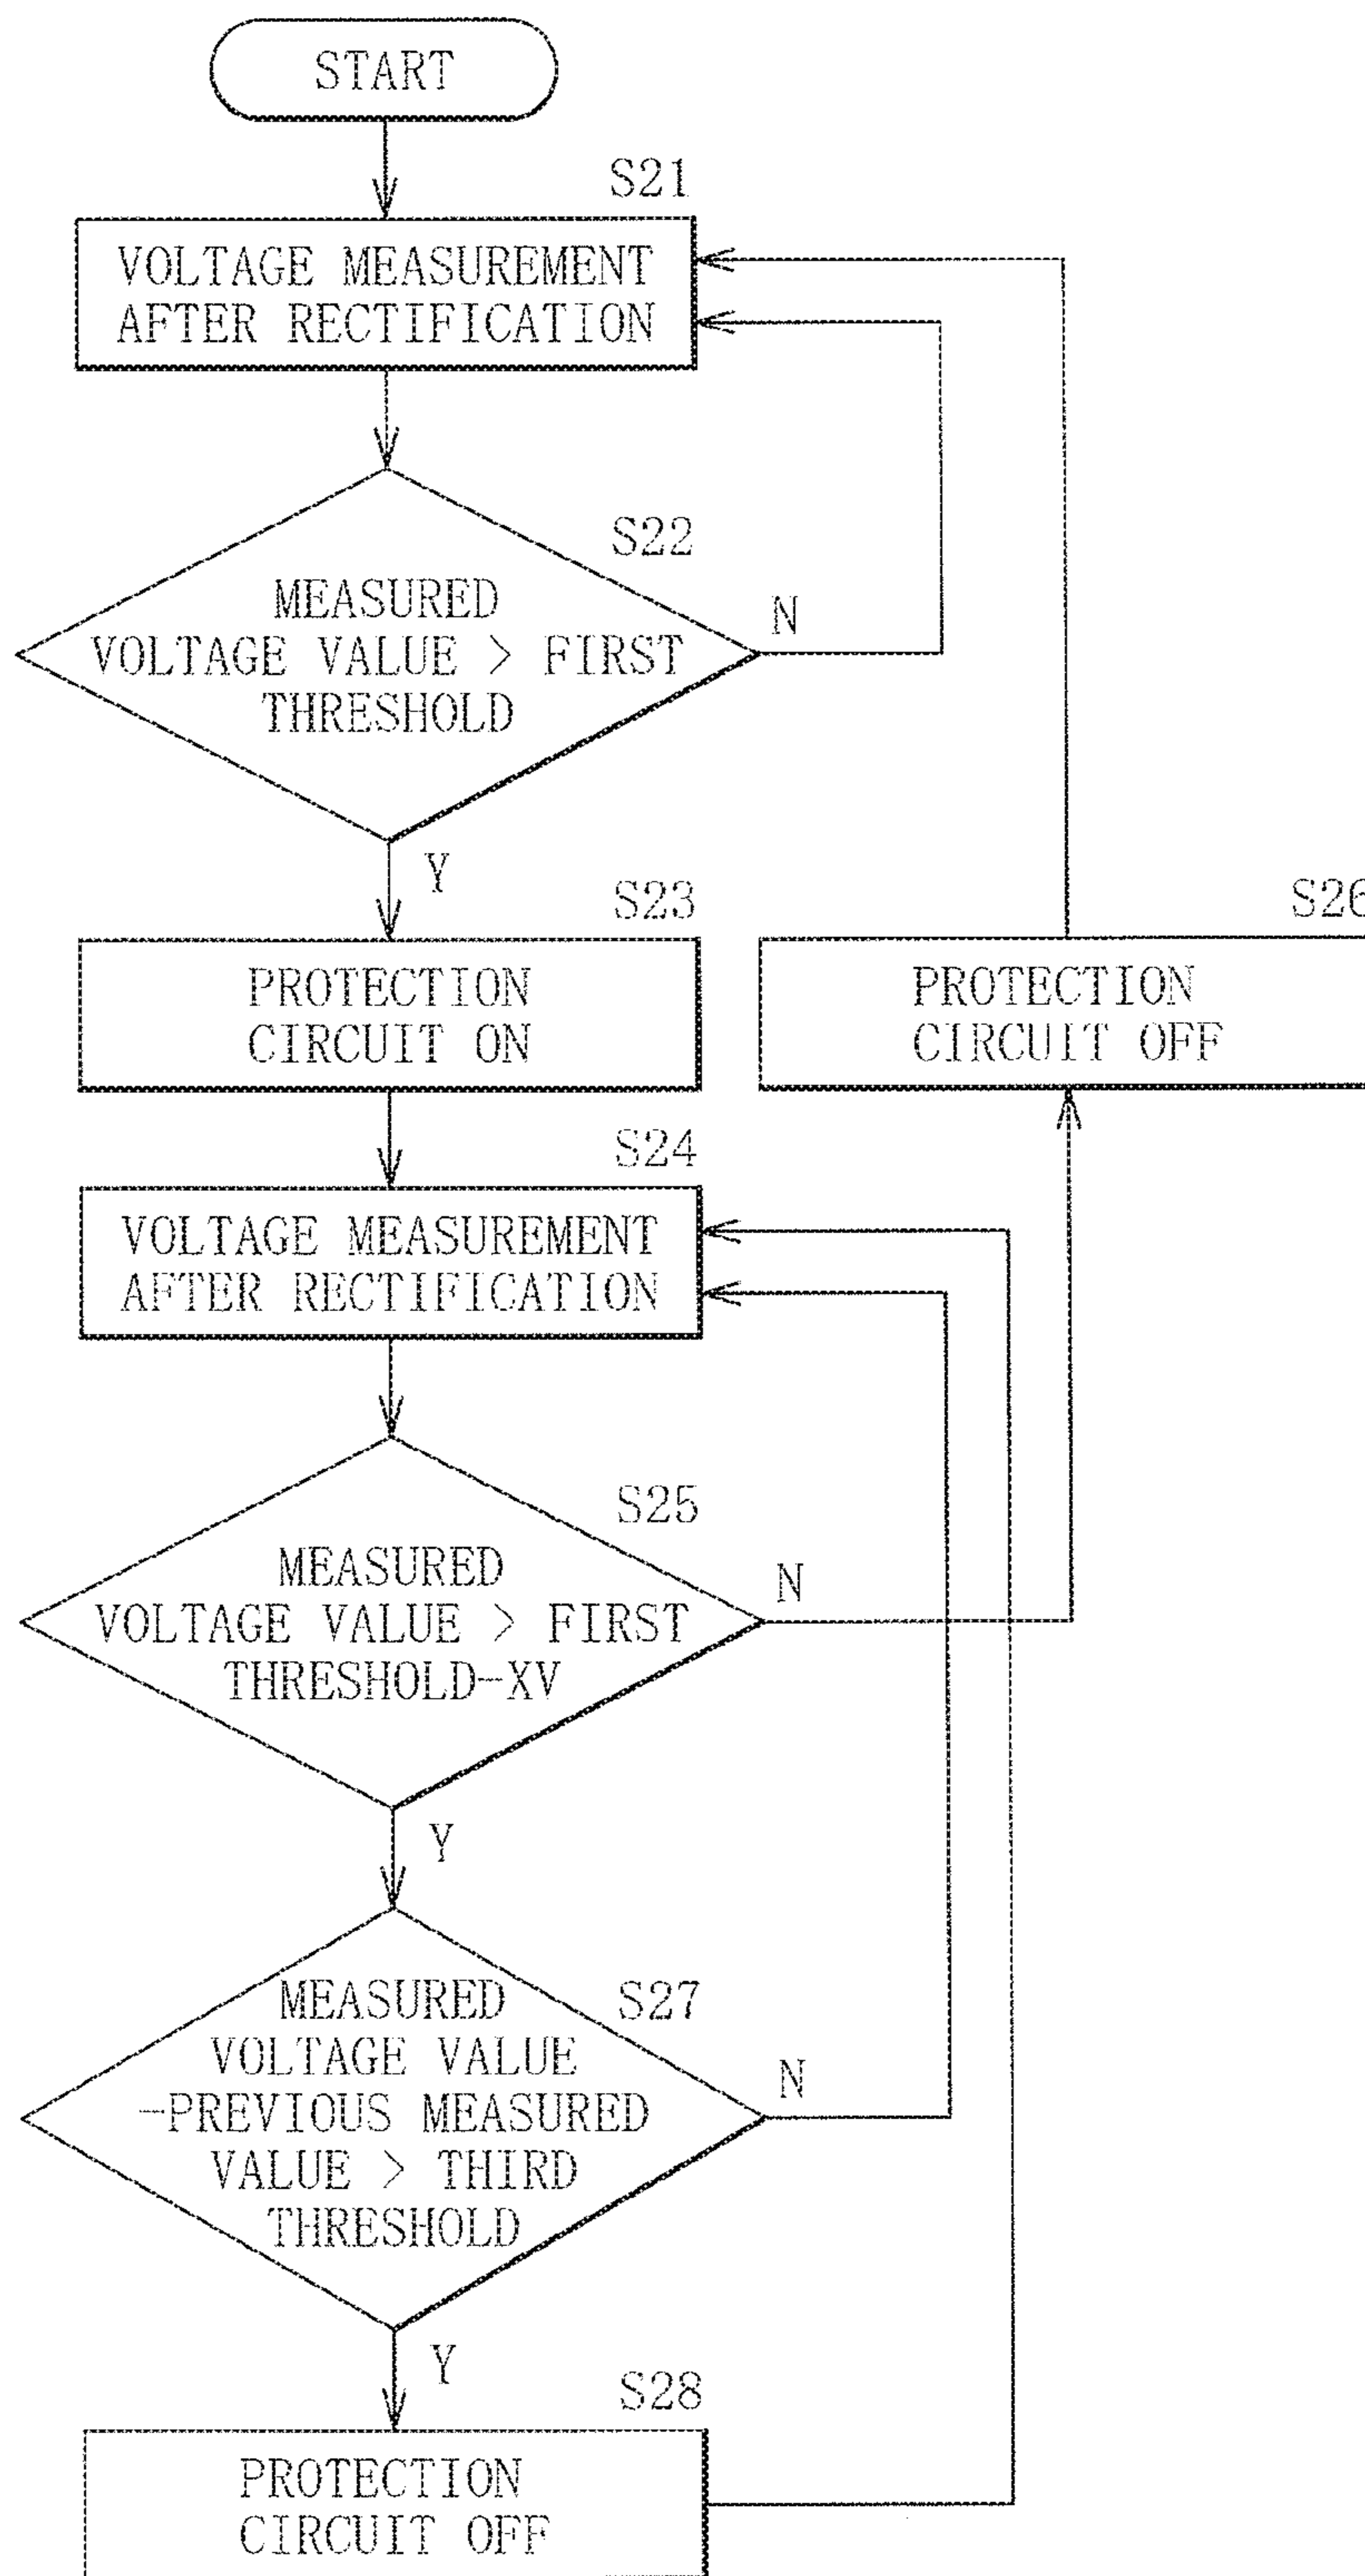 START
S21
VOLTAGE MEASUREMENT
AFTER RECTIFICATION
S22
MEASURED
VOLTAGE VALUE > FIRST
THRESHOLD
N
Y
S23
PROTECTION
CIRCUIT ON
S26
PROTECTION
CIRCUIT OFF
S24
VOLTAGE MEASUREMENT
AFTER RECTIFICATION
S25
MEASURED
VOLTAGE VALUE > FIRST
THRESHOLD-XV
N
Y
S27
MEASURED
VOLTAGE VALUE
-PREVIOUS MEASURED
VALUE > THIRD
THRESHOLD
N
Y
S28
PROTECTION
CIRCUIT OFF